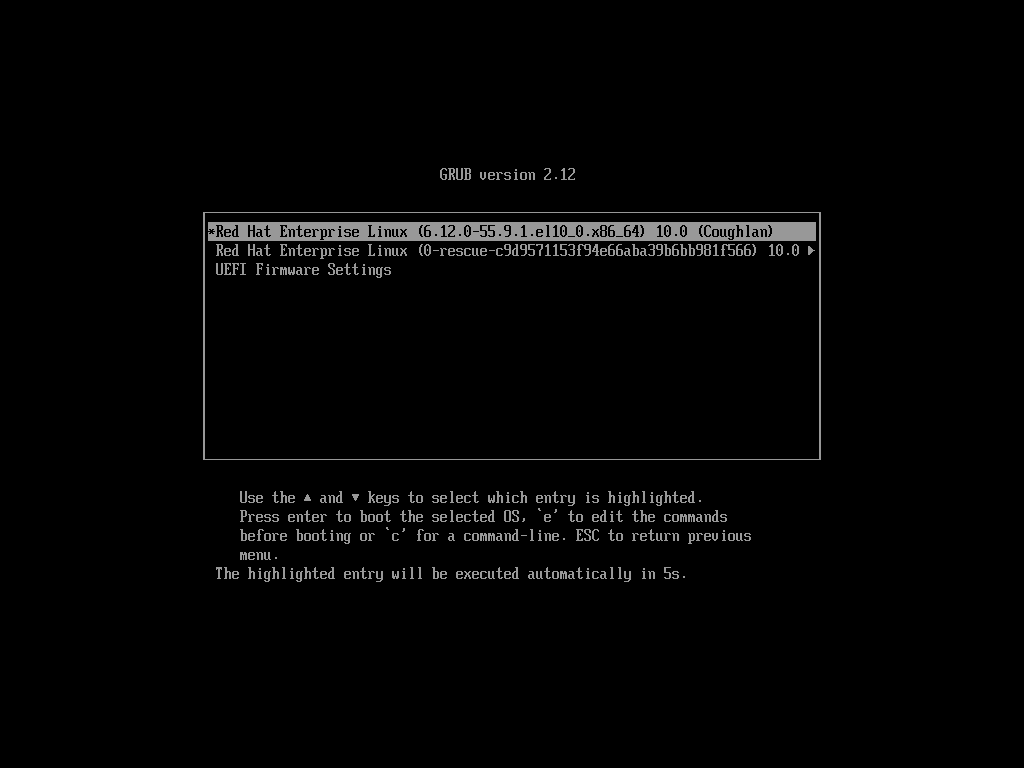 GRUB version 2.12
*Red Hat Enterprise Linux (6.12.0-55.9.1.el10_0.x86_64) 10.0 (Coughlan)
Red Hat Enterprise Linux (0-rescue-c9d9571153f94e66aba39b6bb981f566) 10.0 ▶
UEFI Firmware Settings
Use the ▲ and ▼ keys to select which entry is highlighted.
Press enter to boot the selected OS, `e' to edit the commands
before booting or `c' for a command-line. ESC to return previous
menu.
The highlighted entry will be executed automatically in 5s.